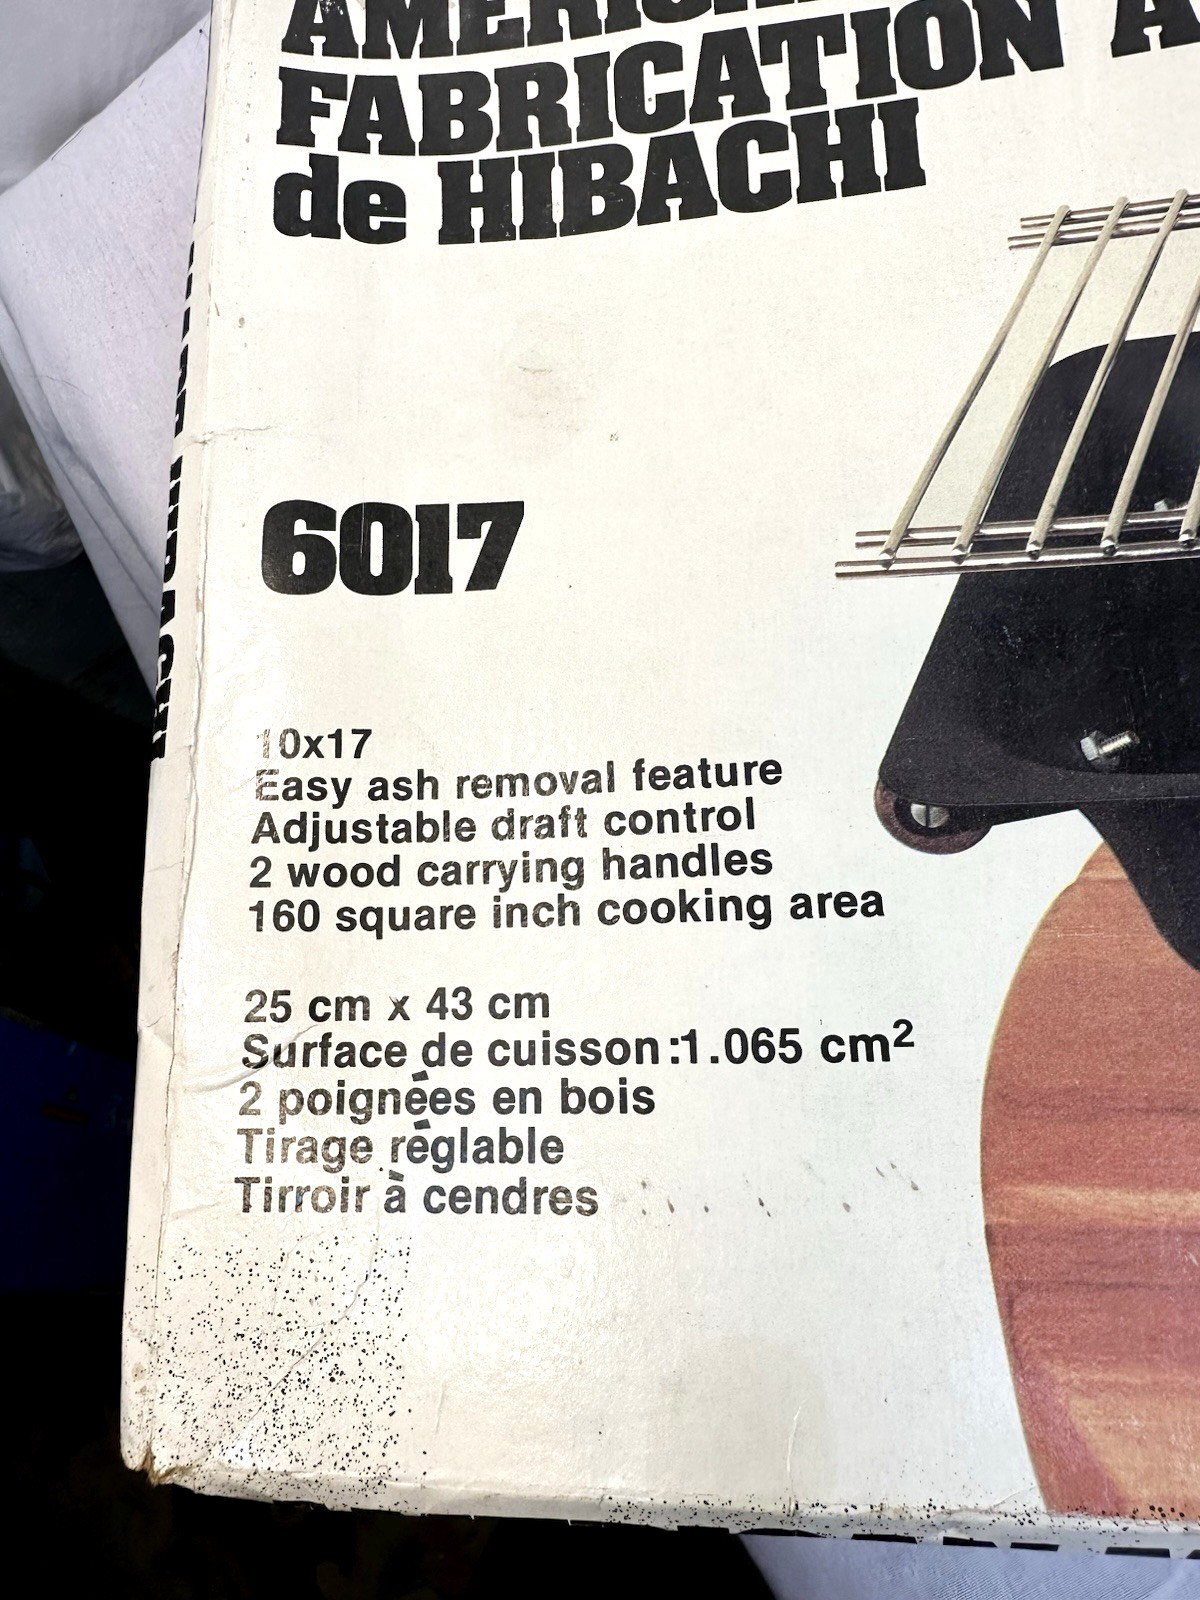 FABRICATION
de HIBACHI
6017
10x17
Easy ash removal feature
Adjustable draft control
2 wood carrying handles
160 square inch cooking area
25 cm x 43 cm
Surface de cuisson:1.065 cm²
2 poignées en bois
Tirage réglable
Tirroir à cendres